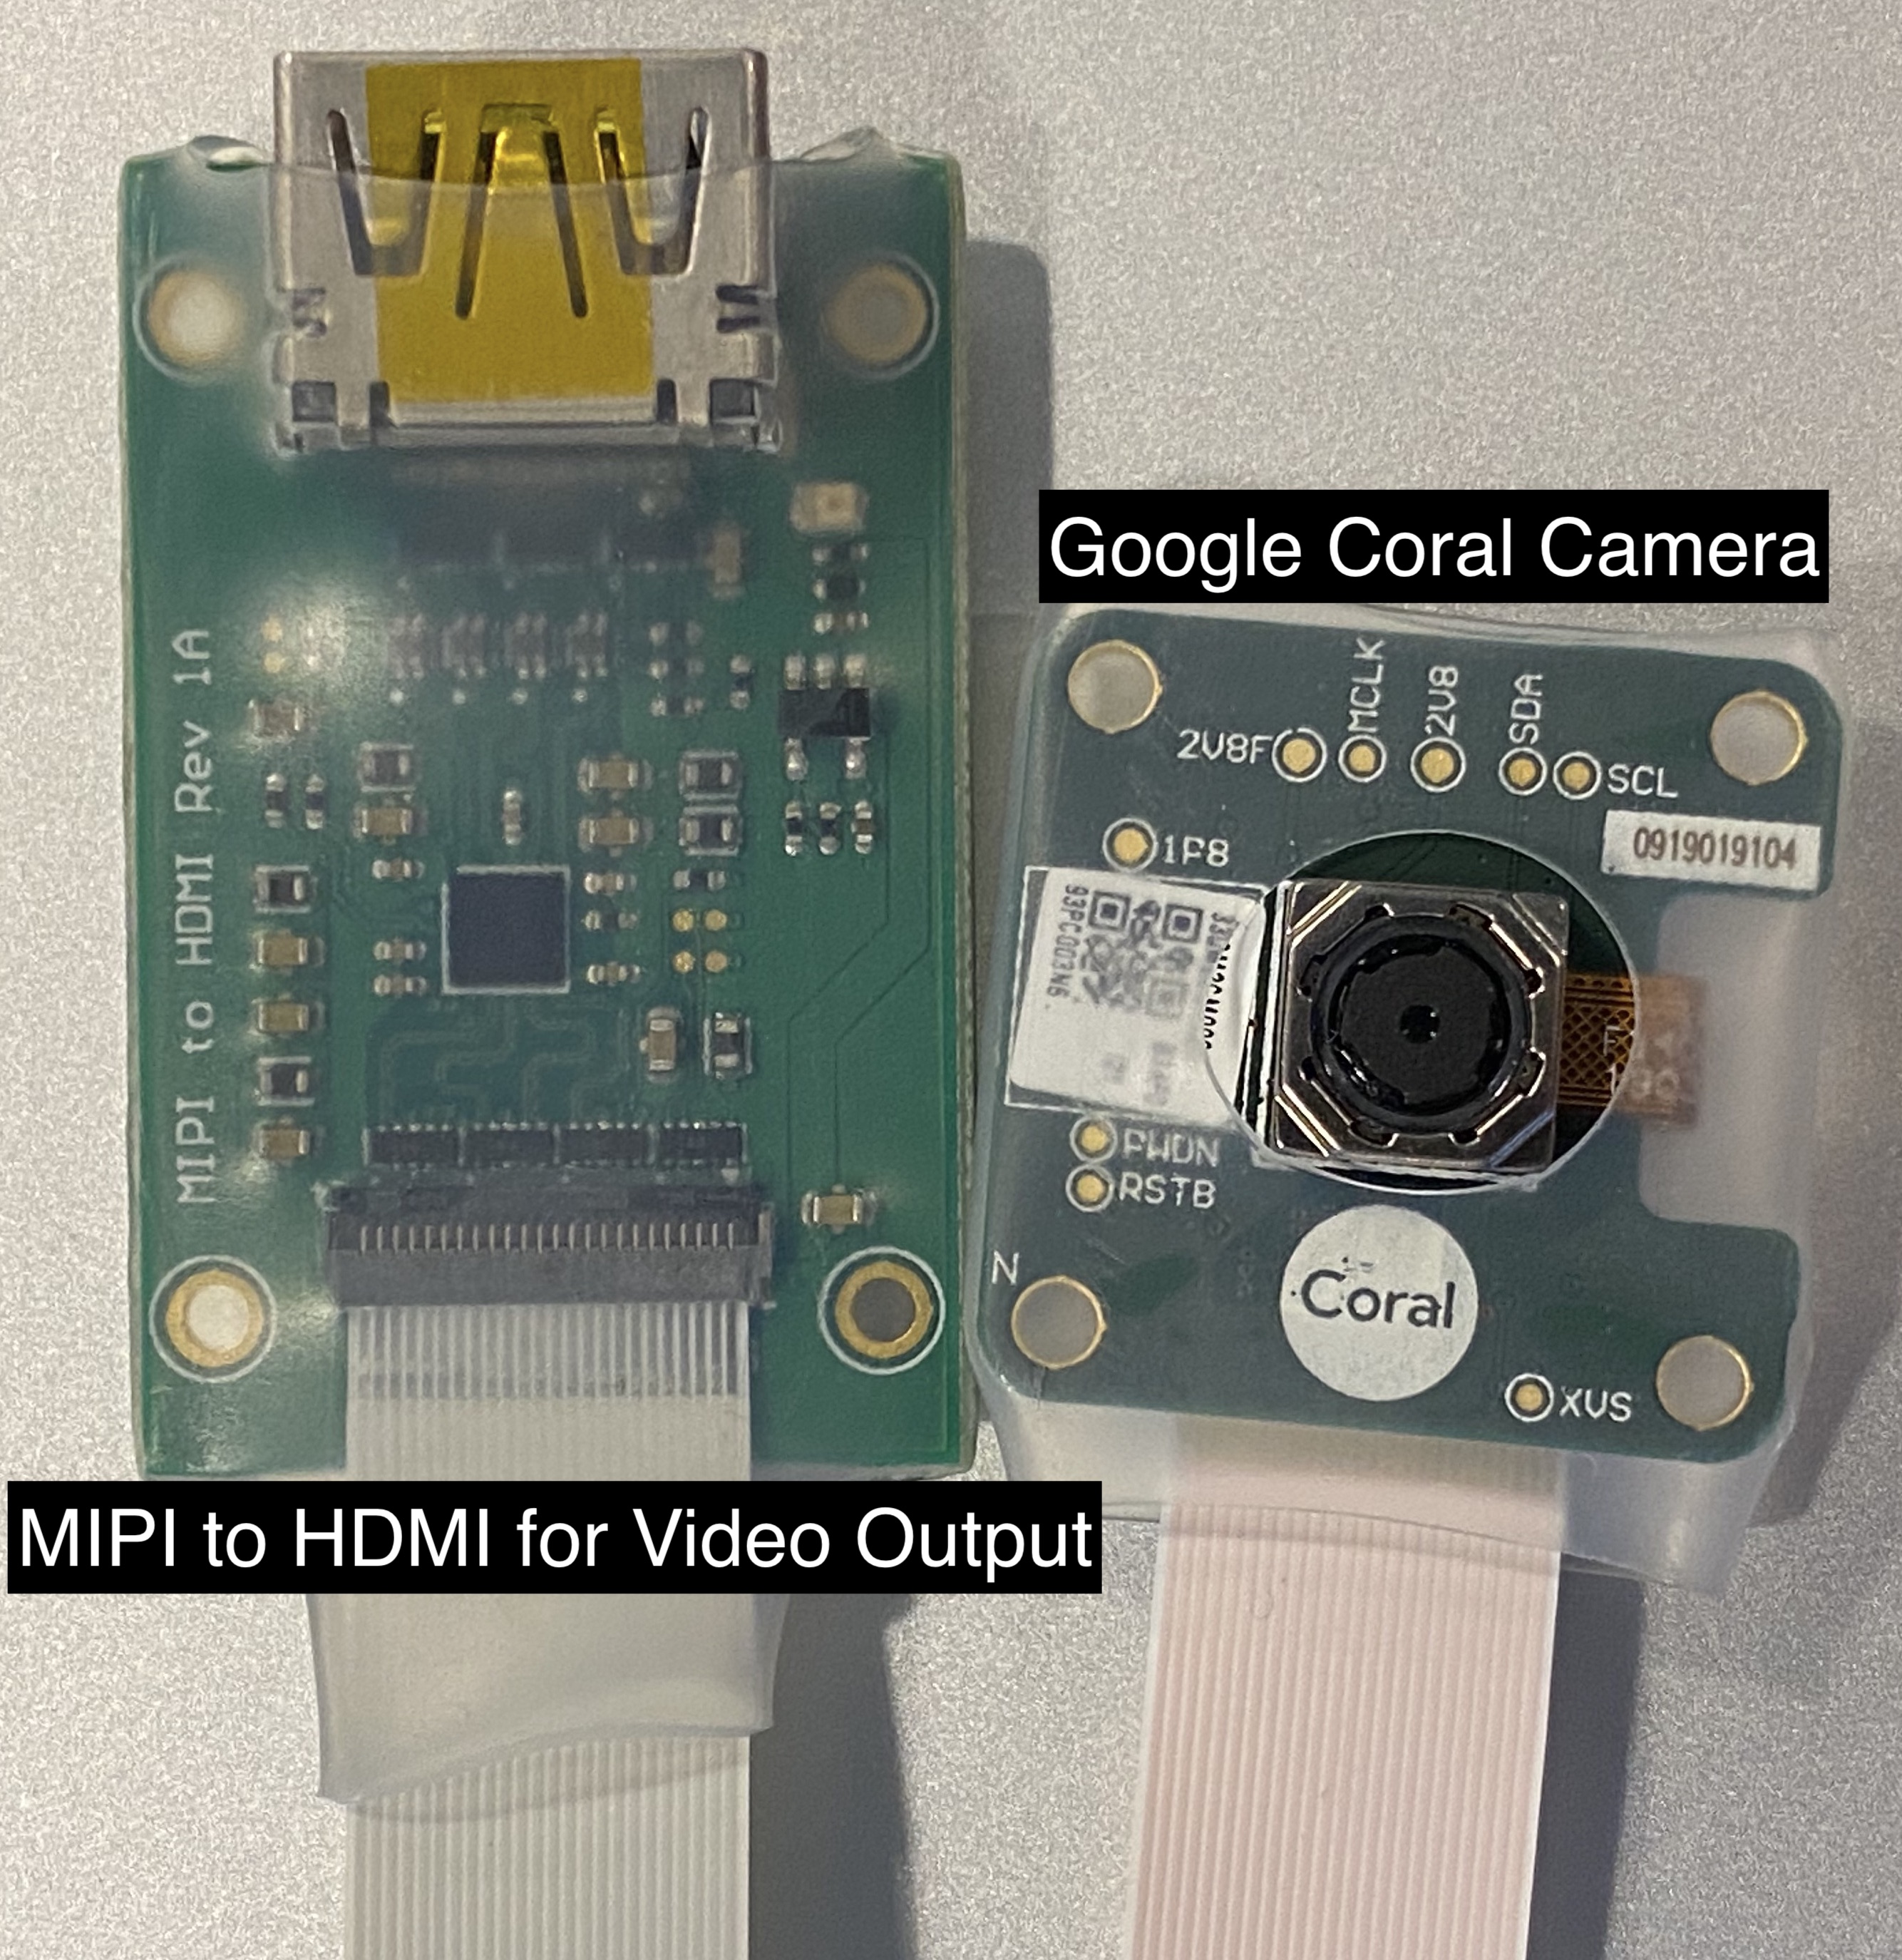 Google Coral Camera
MIPI to HDMI Rev 1A
MCLK
2V8
SDA
2V8F
SCL
1P8
0919019104
93PC003N6
PWDN
RSTB
N
Coral
XVS
MIPI to HDMI for Video Output